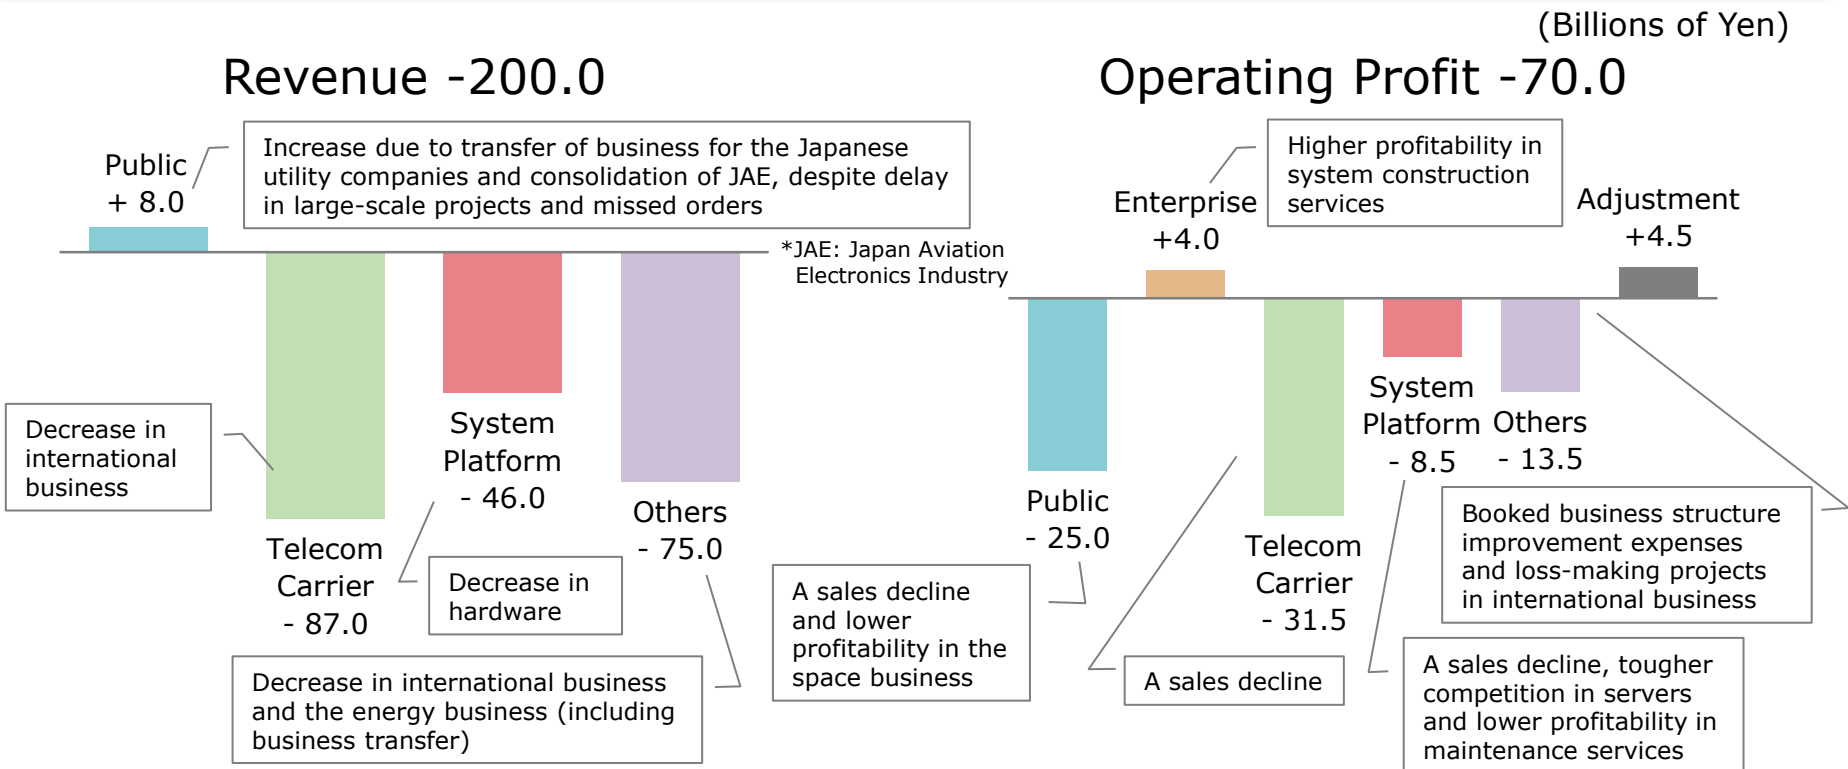 (Billions of Yen)
Revenue -200.0
Public
+ 8.0
Increase due to transfer of business for the Japanese
utility companies and consolidation of JAE, despite delay
in large-scale projects and missed orders
*JAE: Japan Aviation
Electronics Industry
Decrease in
international
business
Telecom
Carrier
- 87.0
System
Platform
- 46.0
Decrease in
hardware
Others
- 75.0
Decrease in international business
and the energy business (including
business transfer)
Operating Profit -70.0
Enterprise
+4.0
Higher profitability in
system construction
services
Adjustment
+4.5
Public
- 25.0
A sales decline
and lower
profitability in the
space business
Telecom
Carrier
- 31.5
A sales decline
System
Platform
- 8.5
A sales decline, tougher
competition in servers
and lower profitability in
maintenance services
Others
- 13.5
Booked business structure
improvement expenses
and loss-making projects
in international business